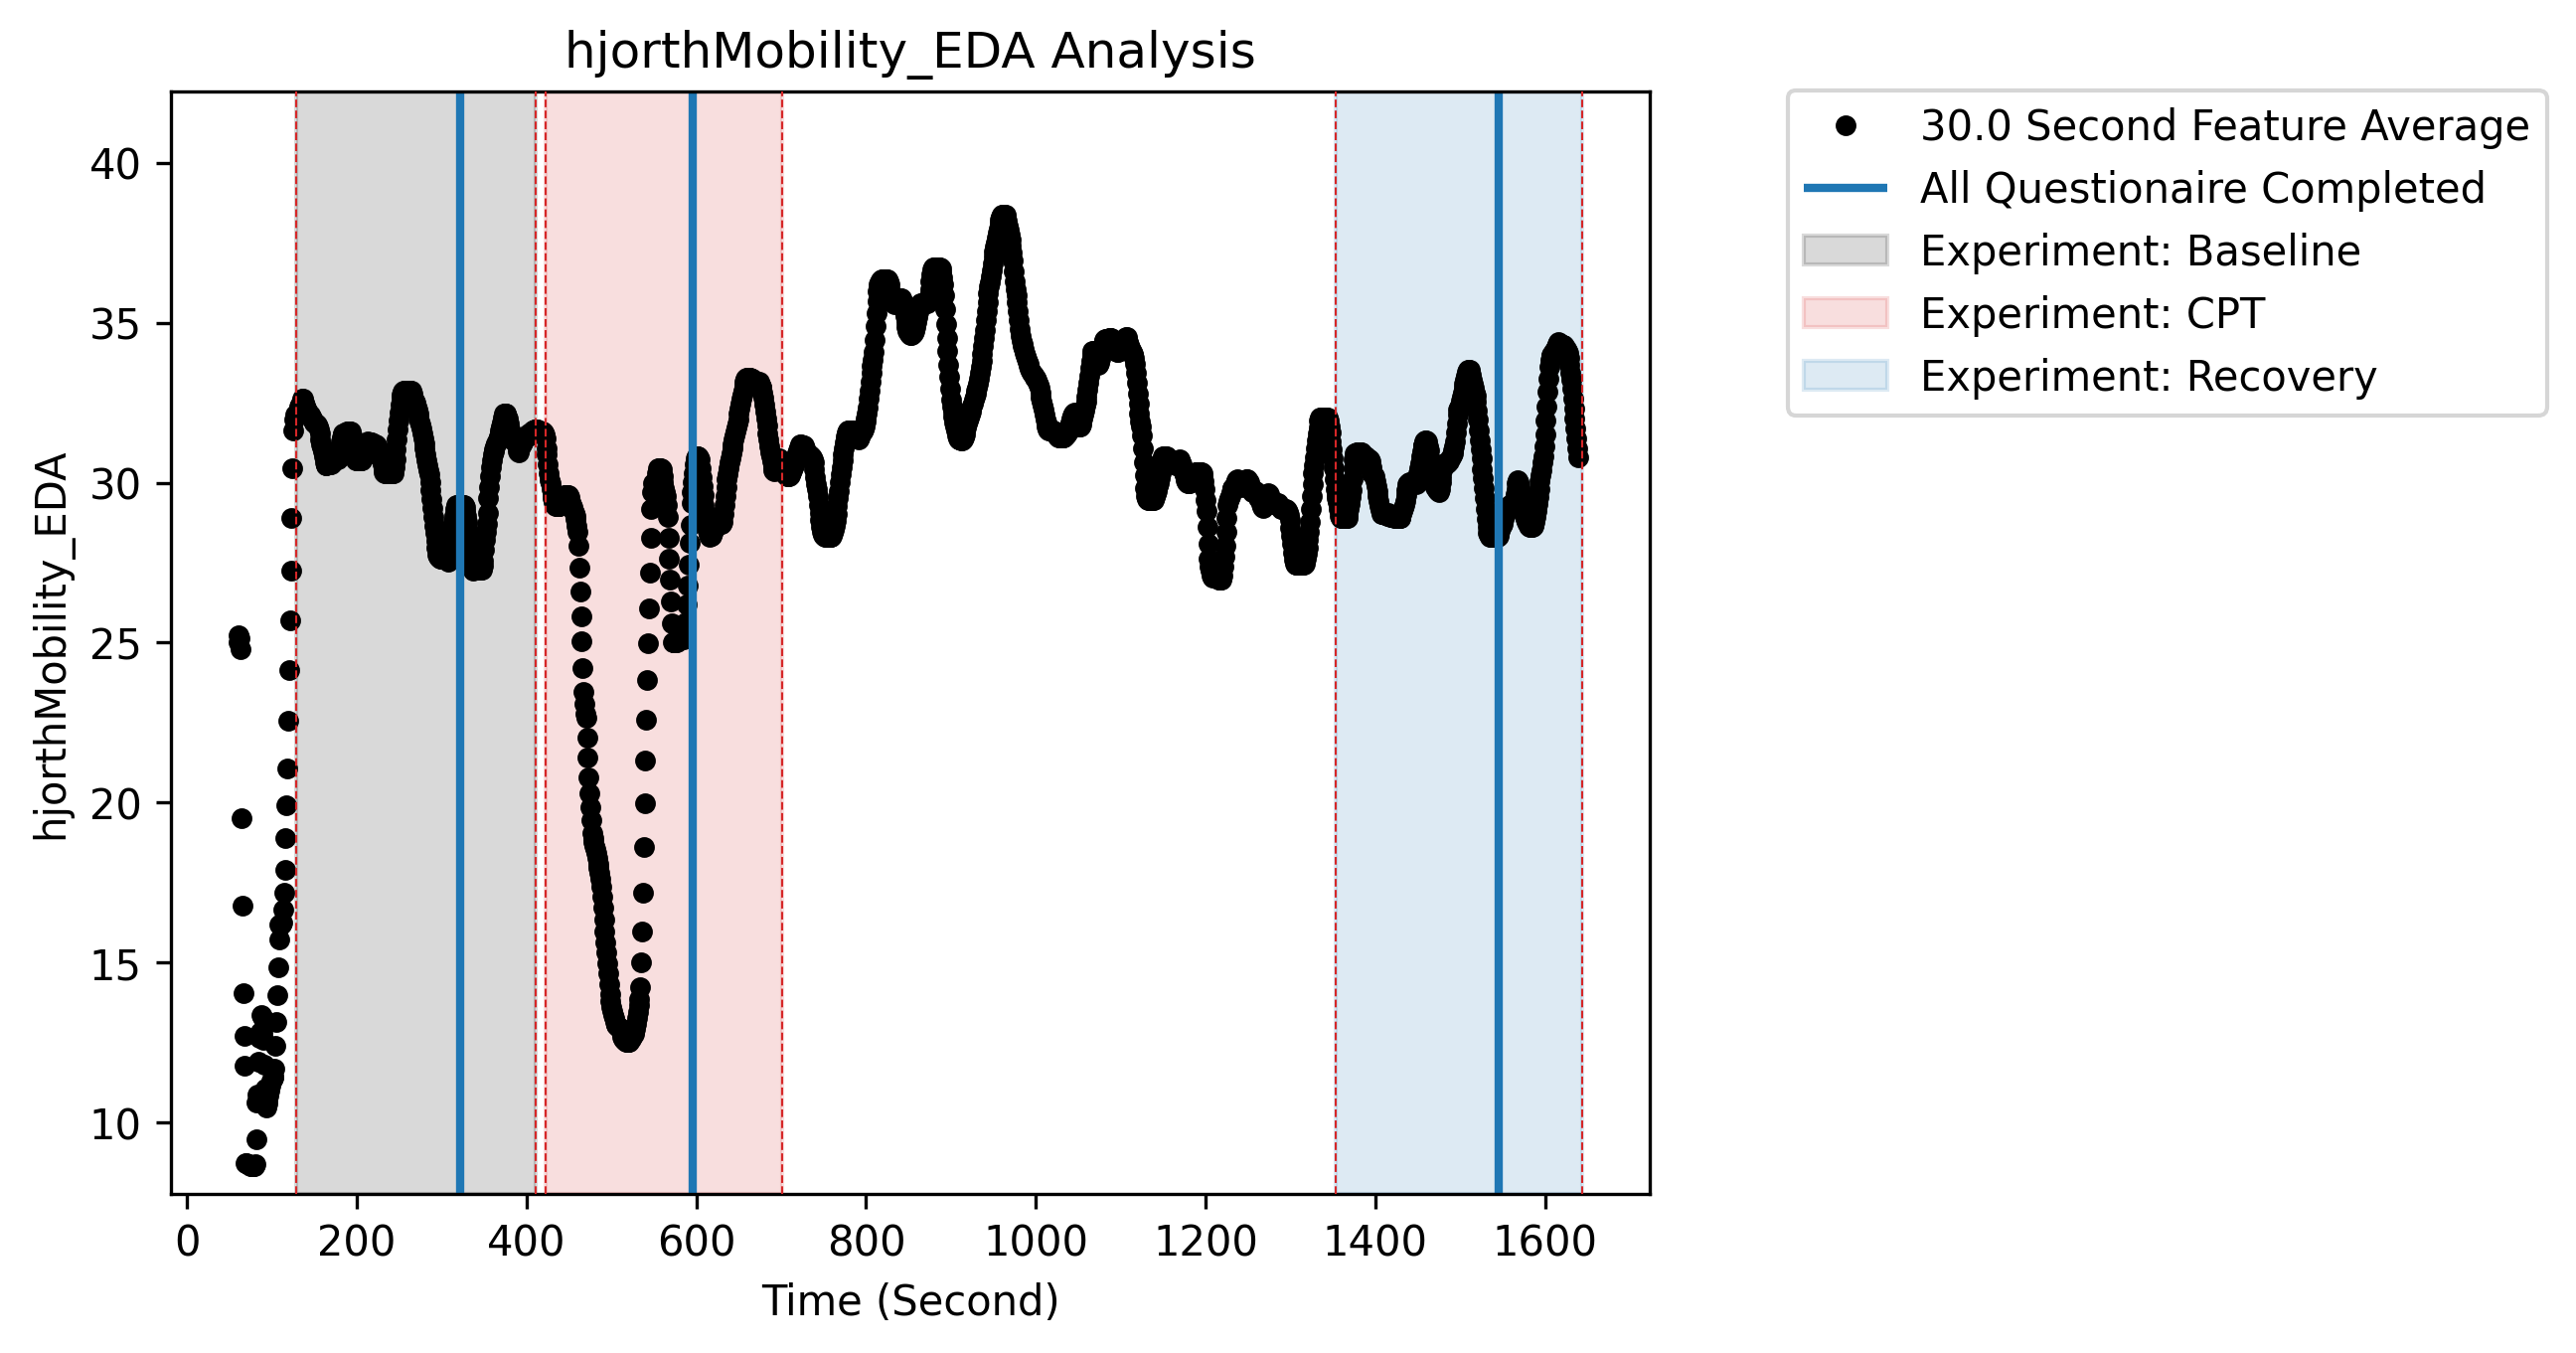 hjorthMobility_EDA Analysis
30.0 Second Feature Average
All Questionaire Completed
Experiment: Baseline
Experiment: CPT
Experiment: Recovery
hjorthMobility_EDA
40
35
30
25
20
15
10
0 200 400 600 800 1000 1200 1400 1600
Time (Second)